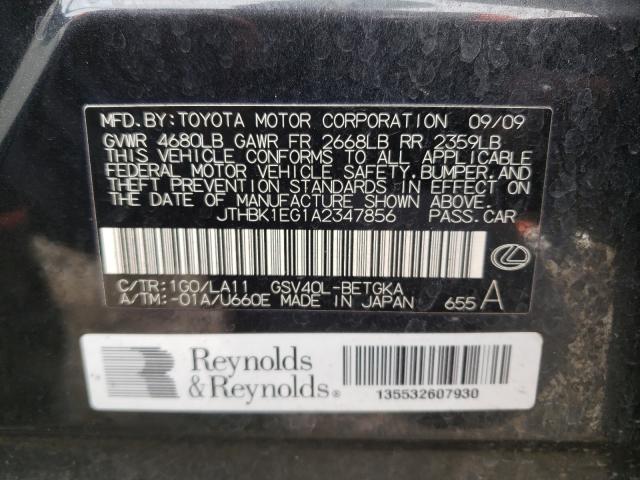 MFD. BY: TOYOTA MOTOR CORPORATION 09/09
GVWR 4680LB GAWR FR 2668LB RR 2359LB
THIS VEHICLE CONFORMS TO ALL APPLICABLE
FEDERAL MOTOR VEHICLE SAFETY, BUMPER, AND
THEFT PREVENTION STANDARDS IN EFFECT ON
THE DATE OF MANUFACTURE SHOWN ABOVE.
JTHBK1EG1A2347856 PASS.CAR
C/TR:1G0/LA11 GSV40L-BETGKA
A/TM:-01A/U660E MADE IN JAPAN 655 A
Reynolds
&Reynolds®
135532607930